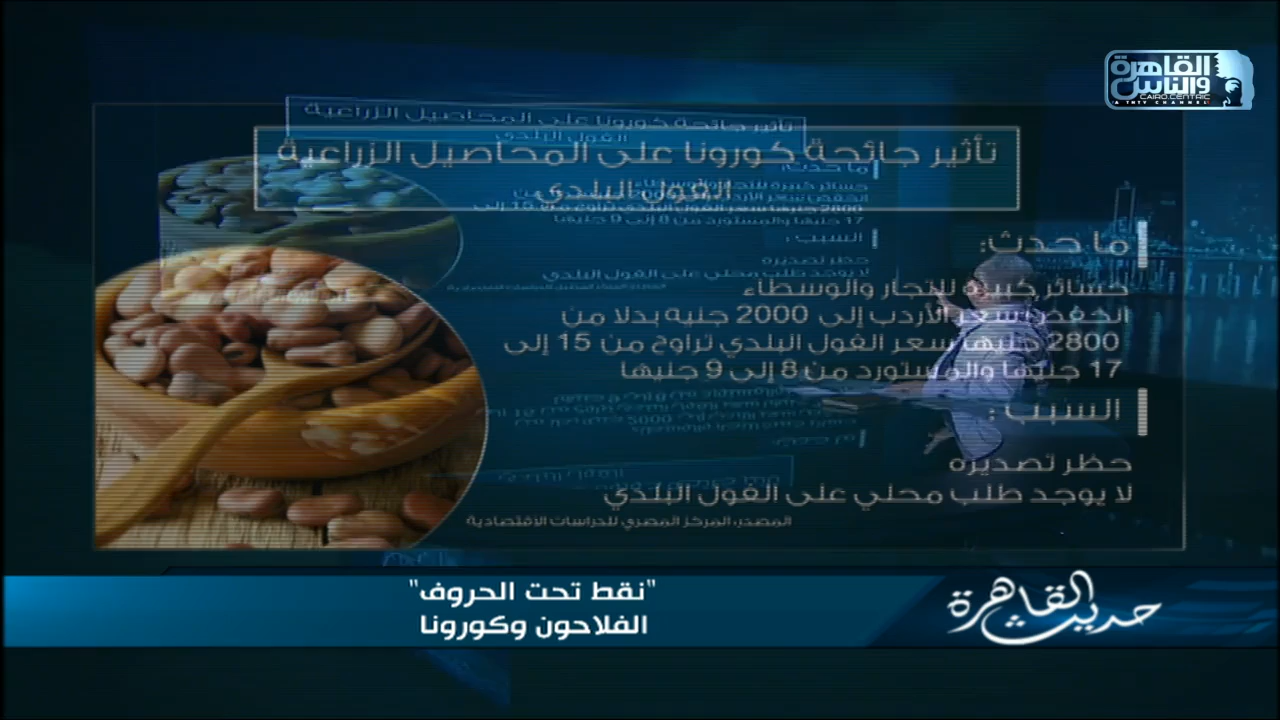 القاهرة
والناس
CAIRO.CENTRIC
A TNTV CHANNEL
تأثير جائحة كورونا على المحاصيل الزراعية
الفول البلدي
ما حدث:
خسائر كبيرة للتجار والوسطاء
انخفض سعر الأردب إلى 2000 جنيه بدلا من
2800 جنيها سعر الفول البلدي تراوح من 15 إلى
17 جنيها والمستورد من 8 إلى 9 جنيها
السبب:
حظر تصديره
لا يوجد طلب محلي على الفول البلدي
المصدر: المركز المصري للدراسات الاقتصادية
"نقط تحت الحروف"
الفلاحون وكورونا
حديث القاهرة